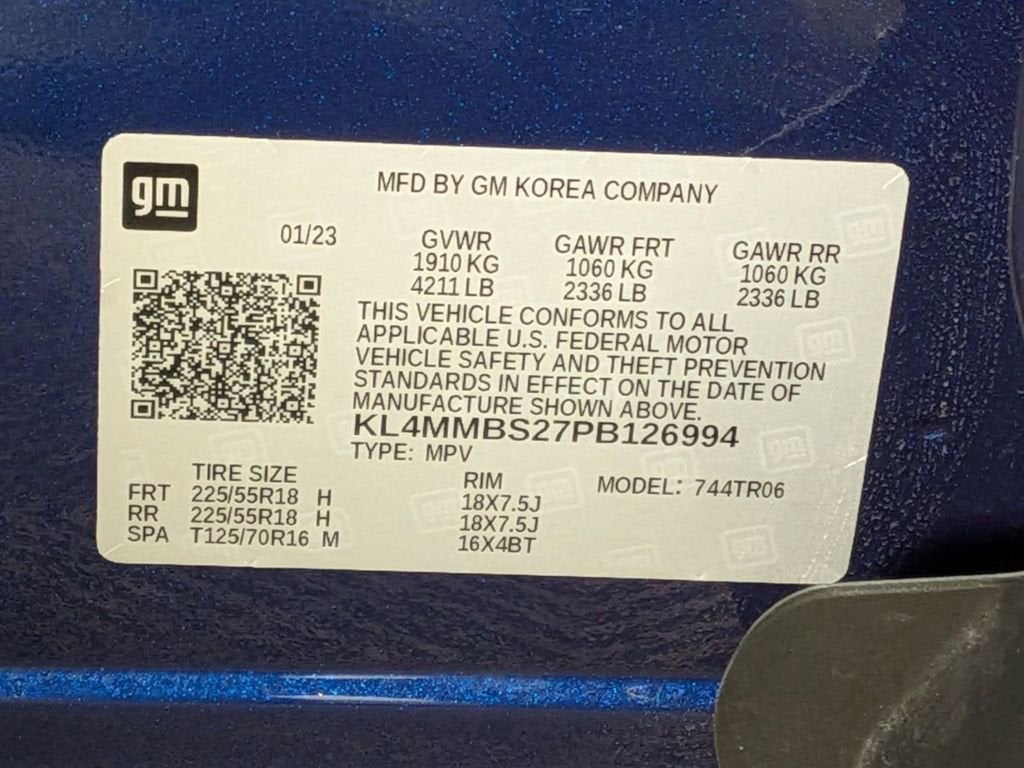 gm
MFD BY GM KOREA COMPANY
01/23
GVWR GAWR FRT GAWR RR
1910 KG 1060 KG 1060 KG
4211 LB 2336 LB 2336 LB
THIS VEHICLE CONFORMS TO ALL
APPLICABLE U.S. FEDERAL MOTOR
VEHICLE SAFETY AND THEFT PREVENTION
STANDARDS IN EFFECT ON THE DATE OF
MANUFACTURE SHOWN ABOVE.
KL4MMBS27PB126994
TYPE: MPV
TIRE SIZE RIM MODEL: 744TR06
FRT 225/55R18 H 18X7.5J
RR 225/55R18 H 18X7.5J
SPA T125/70R16 M 16X4BT